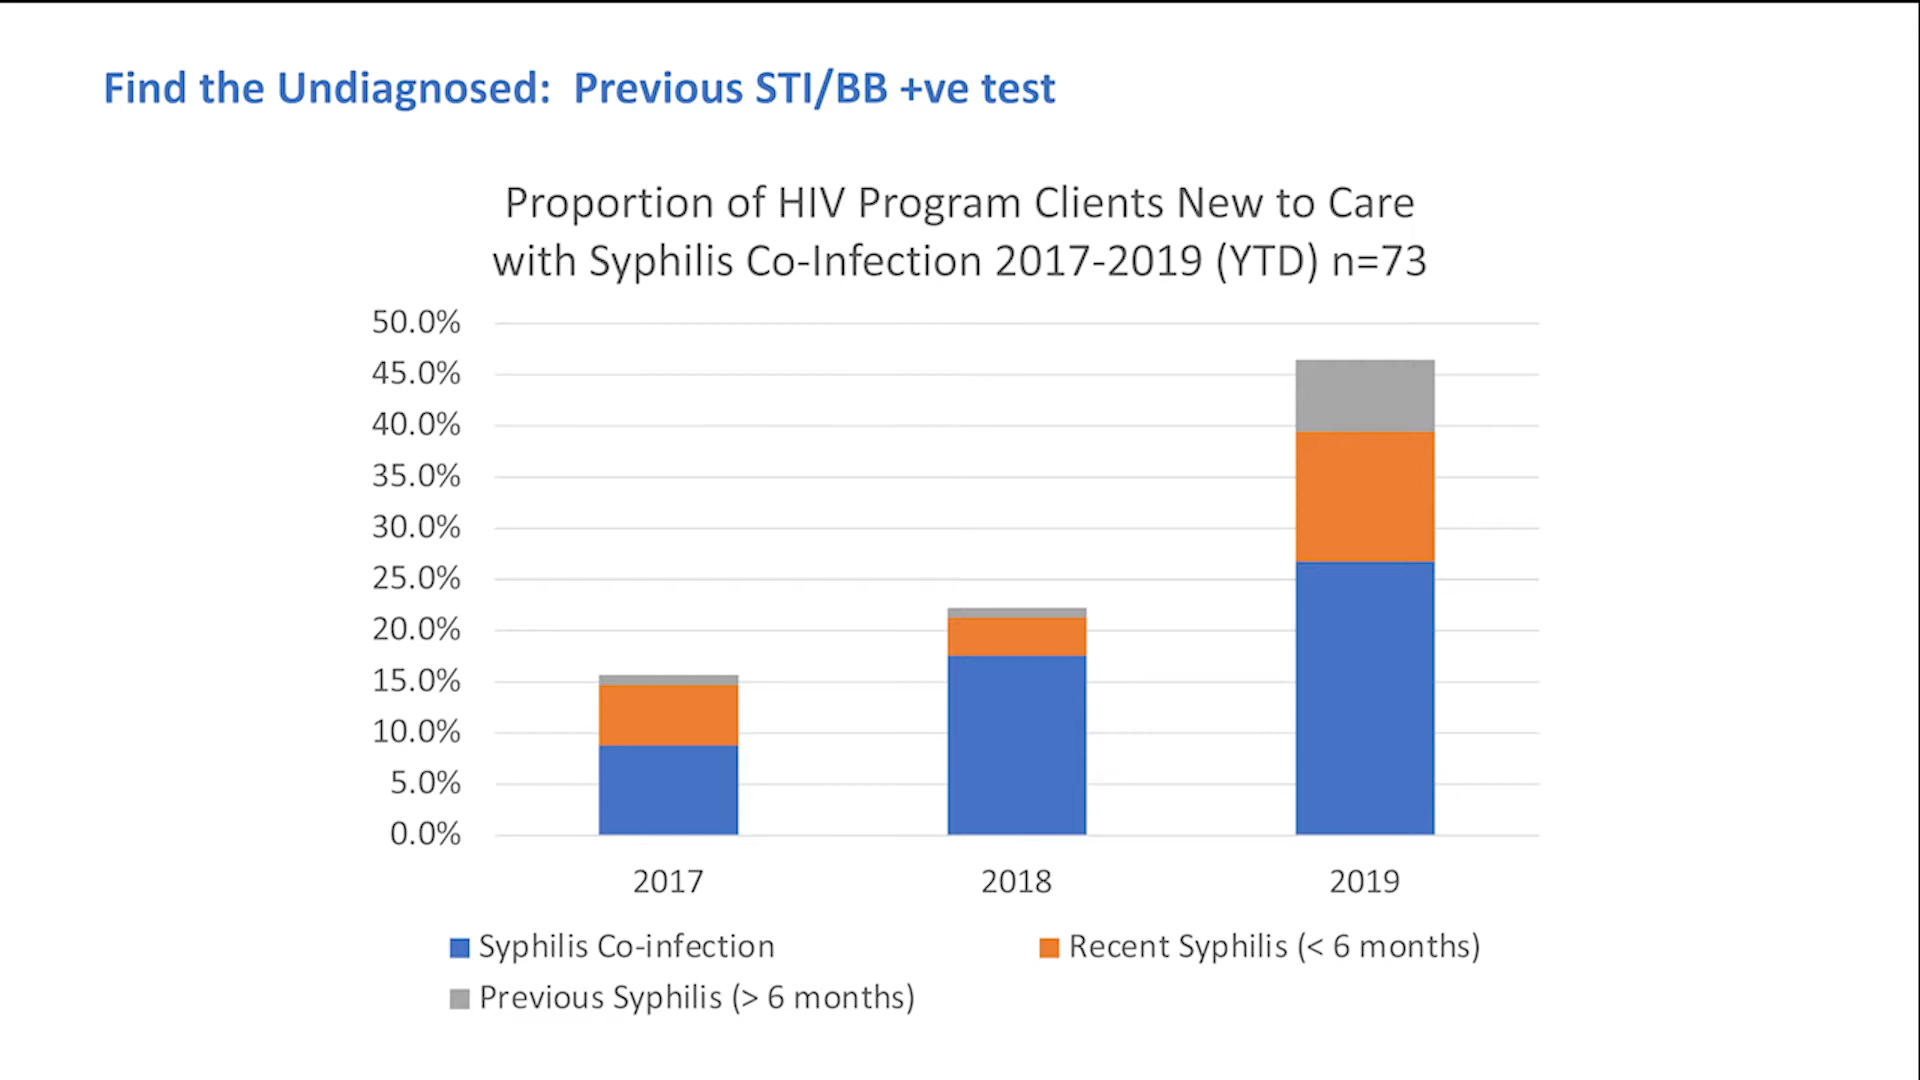 Find the Undiagnosed:  Previous STI/BB +ve test
Proportion of HIV Program Clients New to Care
with Syphilis Co-Infection 2017-2019 (YTD) n=73
50.0%
45.0%
40.0%
35.0%
30.0%
25.0%
20.0%
15.0%
10.0%
5.0%
0.0%
2017 2018 2019
Syphilis Co-infection Recent Syphilis (< 6 months)
Previous Syphilis (> 6 months)